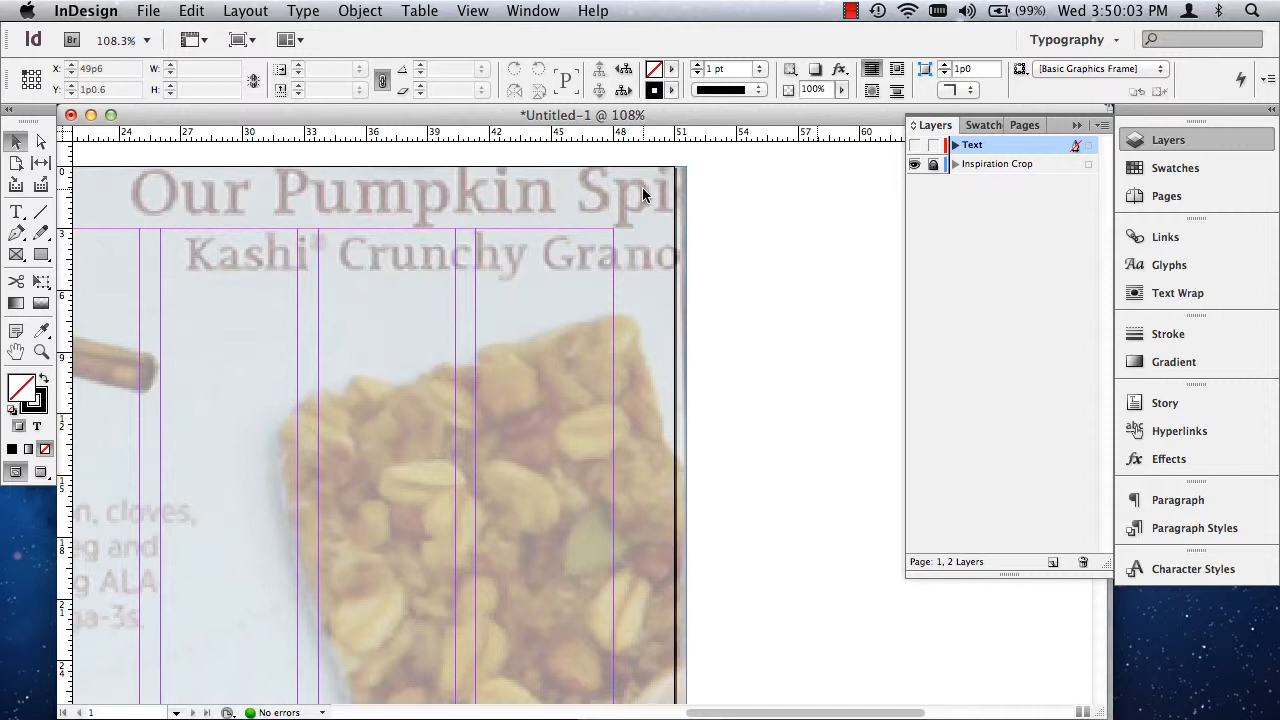 InDesign File Edit Layout Type Object Table View Window Help (99%) Wed 3:50:03 PM
Id Br 108.3% Typography
X: 49p6 W: 1 pt 1p0 [Basic Graphics Frame]
Y: 1p0.6 H: 100%
*Untitled-1 @ 108%
24 27 30 33 36 39 42 45 48 51 54 57 60
Layers Swatch Pages
Text
Inspiration Crop
Page: 1, 2 Layers
Layers
Swatches
Pages
Links
Glyphs
Text Wrap
Stroke
Gradient
Story
Hyperlinks
Effects
Paragraph
Paragraph Styles
Character Styles
Our Pumpkin Spi
Kashi® Crunchy Grano
n, cloves,
eg and
g ALA
a-3s.
1 No errors